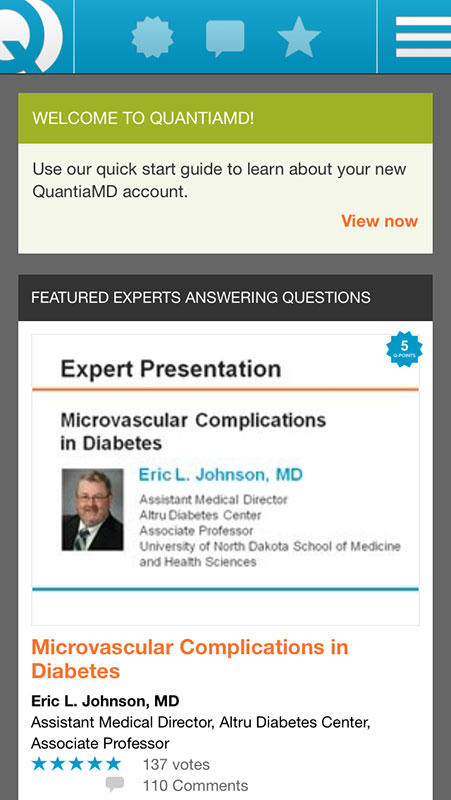 WELCOME TO QUANTIAMD!
Use our quick start guide to learn about your new
QuantiaMD account.
View now
FEATURED EXPERTS ANSWERING QUESTIONS
5
Q-POINTS
Expert Presentation
Microvascular Complications
in Diabetes
Eric L. Johnson, MD
Assistant Medical Director
Altru Diabetes Center
Associate Professor
University of North Dakota School of Medicine
and Health Sciences
Microvascular Complications in
Diabetes
Eric L. Johnson, MD
Assistant Medical Director, Altru Diabetes Center,
Associate Professor
137 votes
110 Comments